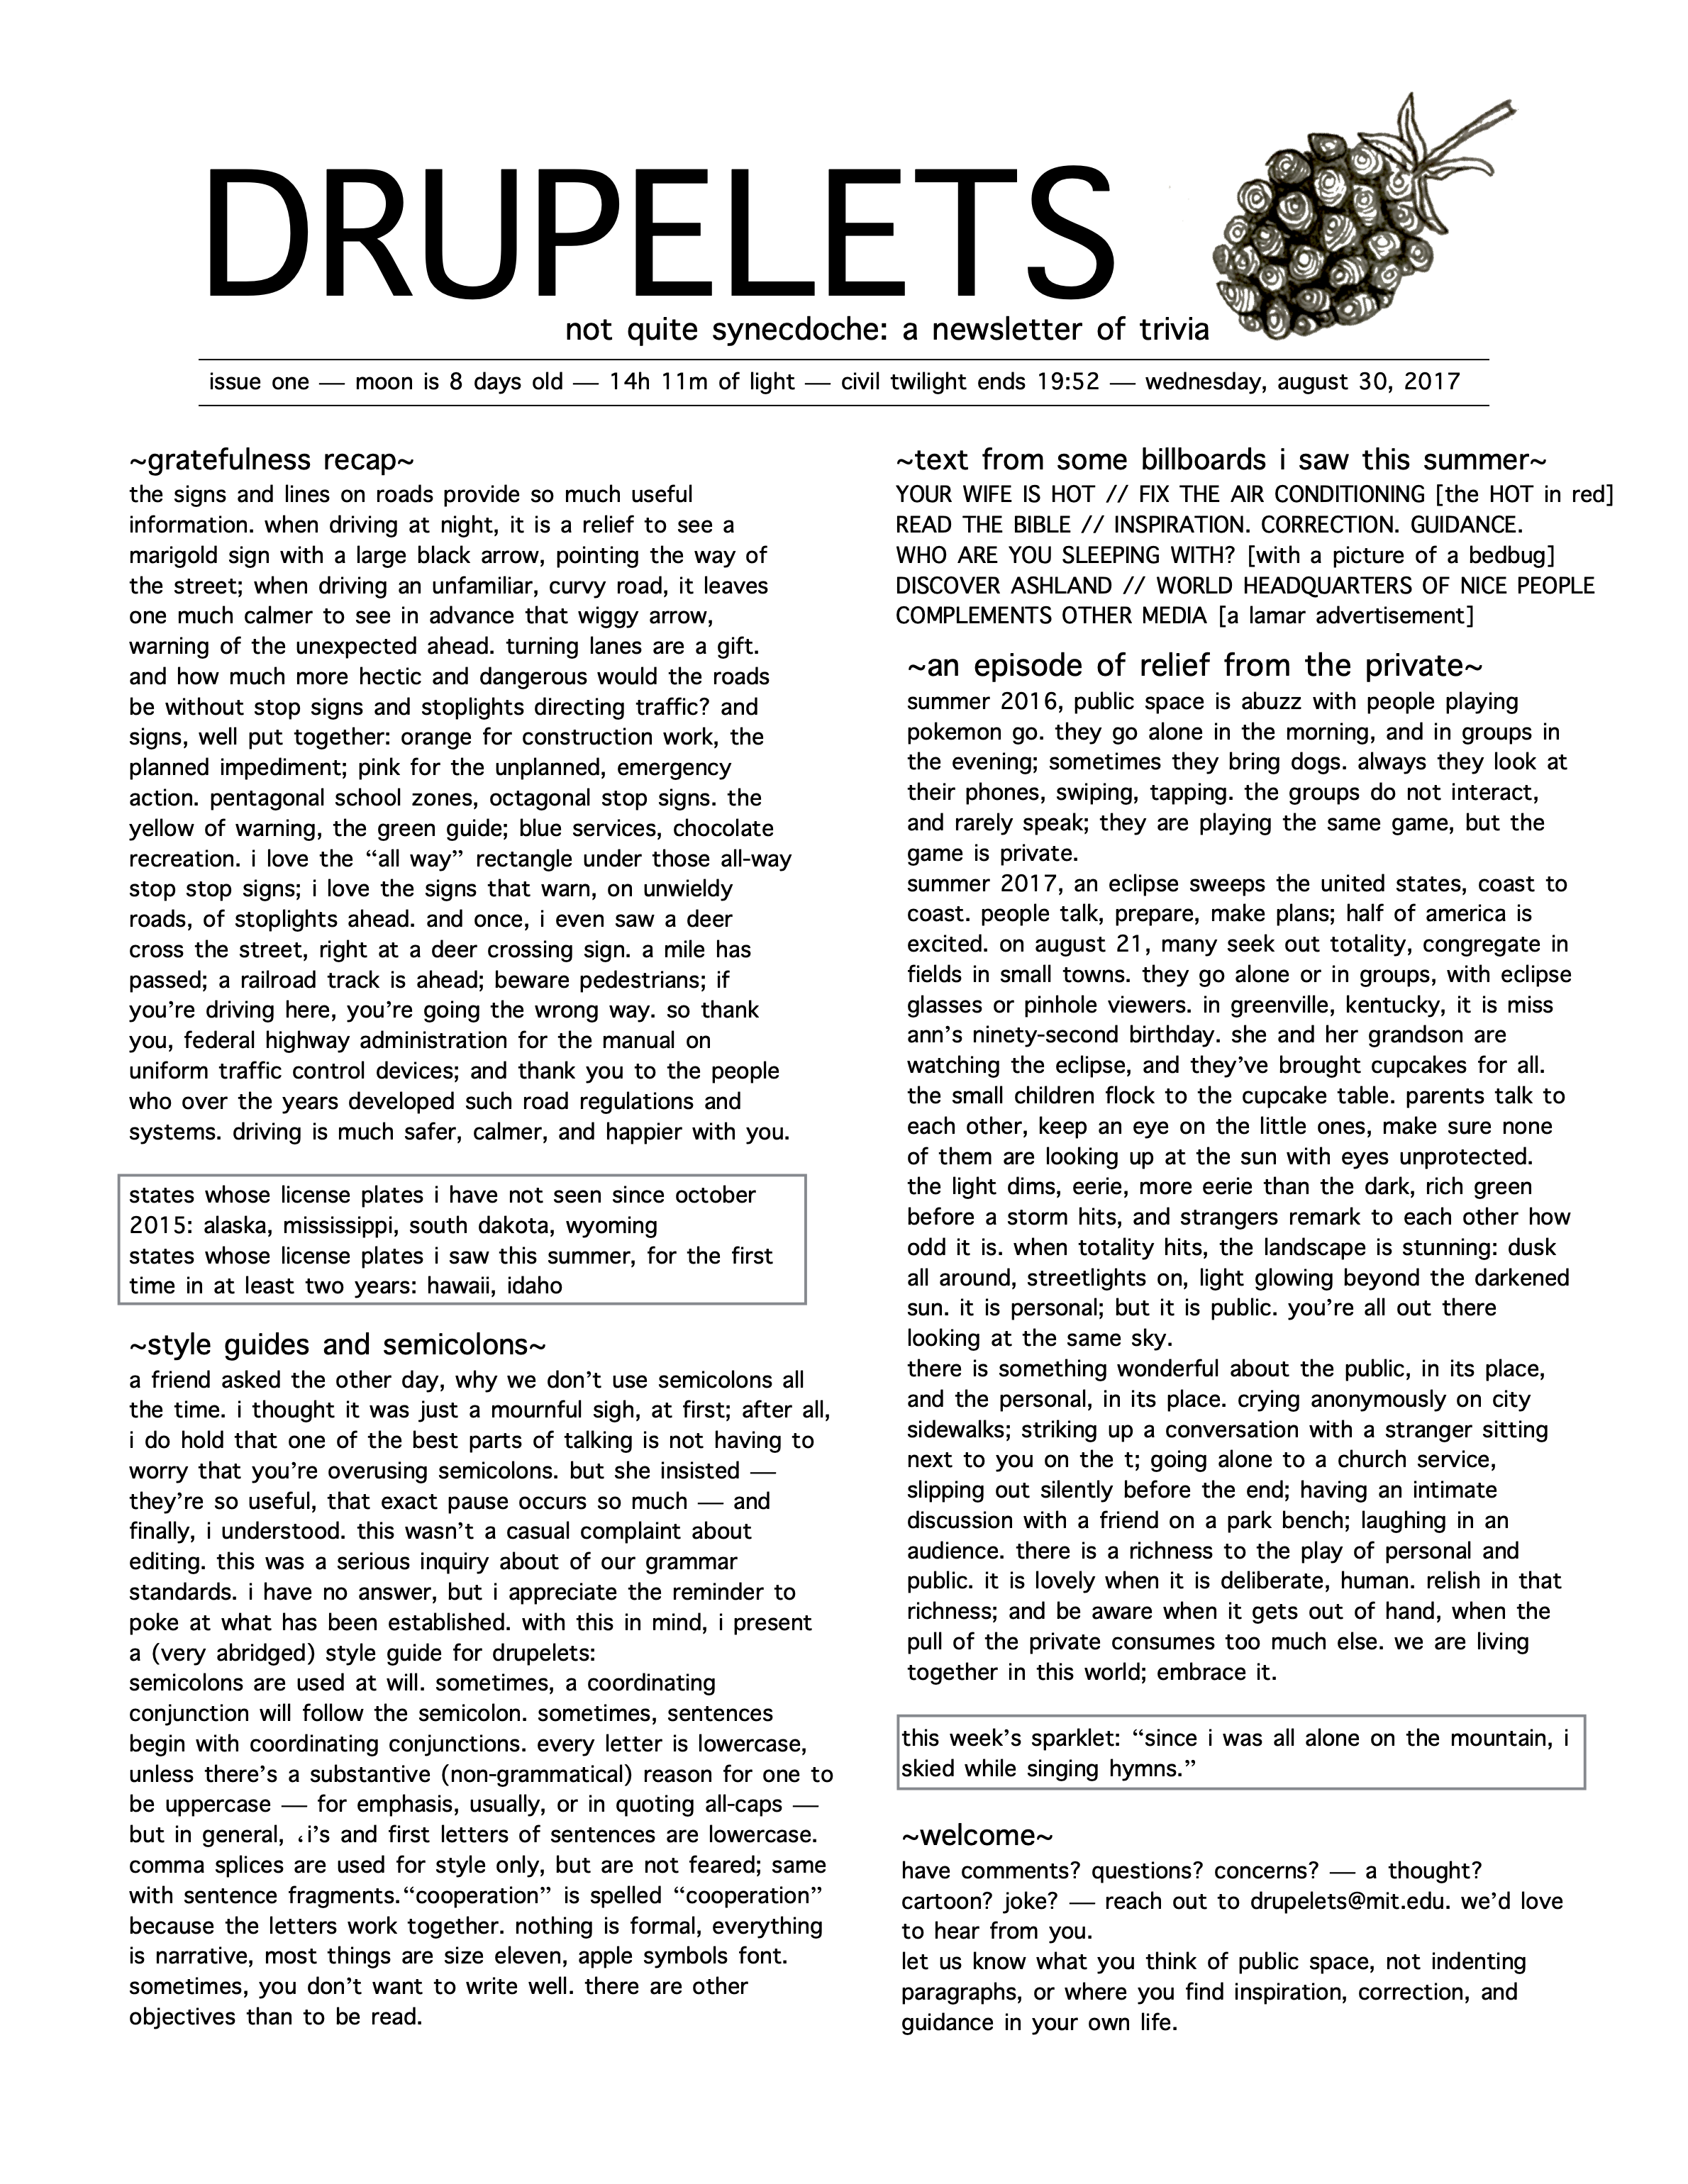 DRUPELETS
not quite synecdoche: a newsletter of trivia
issue one — moon is 8 days old — 14h 11m of light — civil twilight ends 19:52 — wednesday, august 30, 2017
~gratefulness recap~
the signs and lines on roads provide so much useful
information. when driving at night, it is a relief to see a
marigold sign with a large black arrow, pointing the way of
the street; when driving an unfamiliar, curvy road, it leaves
one much calmer to see in advance that wiggy arrow,
warning of the unexpected ahead. turning lanes are a gift.
and how much more hectic and dangerous would the roads
be without stop signs and stoplights directing traffic? and
signs, well put together: orange for construction work, the
planned impediment; pink for the unplanned, emergency
action. pentagonal school zones, octagonal stop signs. the
yellow of warning, the green guide; blue services, chocolate
recreation. i love the “all way” rectangle under those all-way
stop stop signs; i love the signs that warn, on unwieldy
roads, of stoplights ahead. and once, i even saw a deer
cross the street, right at a deer crossing sign. a mile has
passed; a railroad track is ahead; beware pedestrians; if
you’re driving here, you’re going the wrong way. so thank
you, federal highway administration for the manual on
uniform traffic control devices; and thank you to the people
who over the years developed such road regulations and
systems. driving is much safer, calmer, and happier with you.
states whose license plates i have not seen since october
2015: alaska, mississippi, south dakota, wyoming
states whose license plates i saw this summer, for the first
time in at least two years: hawaii, idaho
~style guides and semicolons~
a friend asked the other day, why we don’t use semicolons all
the time. i thought it was just a mournful sigh, at first; after all,
i do hold that one of the best parts of talking is not having to
worry that you’re overusing semicolons. but she insisted —
they’re so useful, that exact pause occurs so much — and
finally, i understood. this wasn’t a casual complaint about
editing. this was a serious inquiry about of our grammar
standards. i have no answer, but i appreciate the reminder to
poke at what has been established. with this in mind, i present
a (very abridged) style guide for drupelets:
semicolons are used at will. sometimes, a coordinating
conjunction will follow the semicolon. sometimes, sentences
begin with coordinating conjunctions. every letter is lowercase,
unless there’s a substantive (non-grammatical) reason for one to
be uppercase — for emphasis, usually, or in quoting all-caps —
but in general, ‘i’s and first letters of sentences are lowercase.
comma splices are used for style only, but are not feared; same
with sentence fragments.“cooperation” is spelled “cooperation”
because the letters work together. nothing is formal, everything
is narrative, most things are size eleven, apple symbols font.
sometimes, you don’t want to write well. there are other
objectives than to be read.
~text from some billboards i saw this summer~
YOUR WIFE IS HOT // FIX THE AIR CONDITIONING [the HOT in red]
READ THE BIBLE // INSPIRATION. CORRECTION. GUIDANCE.
WHO ARE YOU SLEEPING WITH? [with a picture of a bedbug]
DISCOVER ASHLAND // WORLD HEADQUARTERS OF NICE PEOPLE
COMPLEMENTS OTHER MEDIA [a lamar advertisement]
~an episode of relief from the private~
summer 2016, public space is abuzz with people playing
pokemon go. they go alone in the morning, and in groups in
the evening; sometimes they bring dogs. always they look at
their phones, swiping, tapping. the groups do not interact,
and rarely speak; they are playing the same game, but the
game is private.
summer 2017, an eclipse sweeps the united states, coast to
coast. people talk, prepare, make plans; half of america is
excited. on august 21, many seek out totality, congregate in
fields in small towns. they go alone or in groups, with eclipse
glasses or pinhole viewers. in greenville, kentucky, it is miss
ann’s ninety-second birthday. she and her grandson are
watching the eclipse, and they’ve brought cupcakes for all.
the small children flock to the cupcake table. parents talk to
each other, keep an eye on the little ones, make sure none
of them are looking up at the sun with eyes unprotected.
the light dims, eerie, more eerie than the dark, rich green
before a storm hits, and strangers remark to each other how
odd it is. when totality hits, the landscape is stunning: dusk
all around, streetlights on, light glowing beyond the darkened
sun. it is personal; but it is public. you’re all out there
looking at the same sky.
there is something wonderful about the public, in its place,
and the personal, in its place. crying anonymously on city
sidewalks; striking up a conversation with a stranger sitting
next to you on the t; going alone to a church service,
slipping out silently before the end; having an intimate
discussion with a friend on a park bench; laughing in an
audience. there is a richness to the play of personal and
public. it is lovely when it is deliberate, human. relish in that
richness; and be aware when it gets out of hand, when the
pull of the private consumes too much else. we are living
together in this world; embrace it.
this week’s sparklet: “since i was all alone on the mountain, i
skied while singing hymns.”
~welcome~
have comments? questions? concerns? — a thought?
cartoon? joke? — reach out to drupelets@mit.edu. we’d love
to hear from you.
let us know what you think of public space, not indenting
paragraphs, or where you find inspiration, correction, and
guidance in your own life.